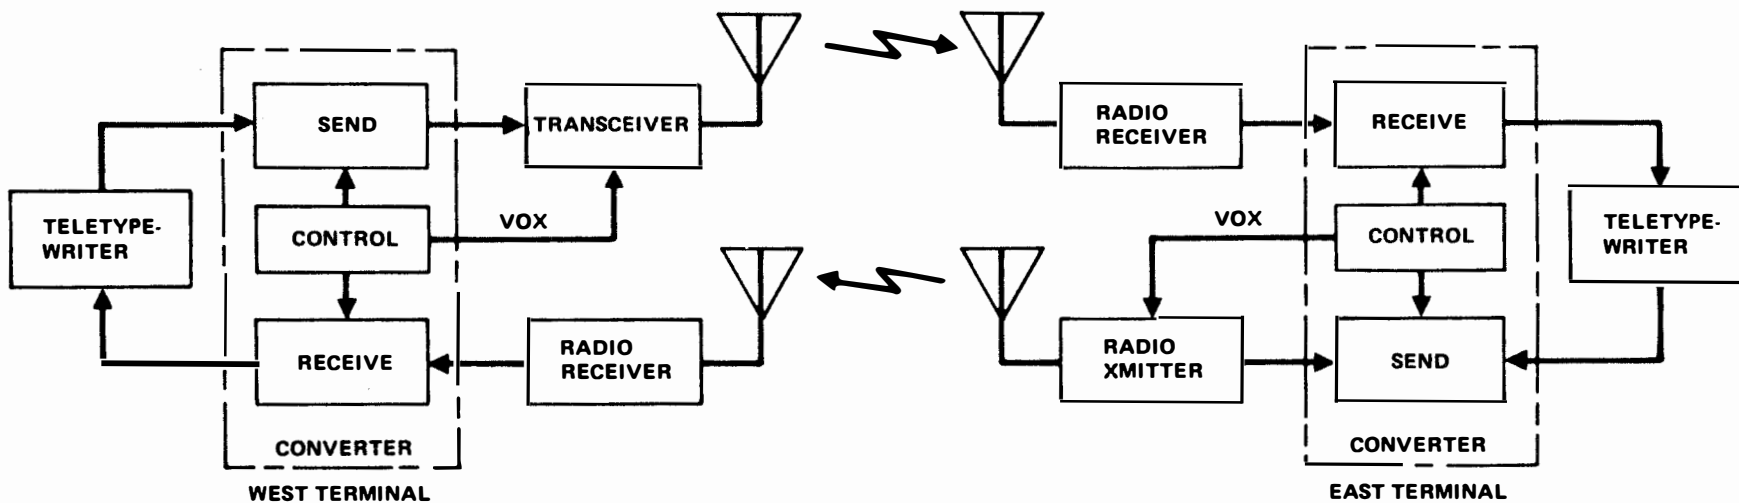 SEND
TRANSCEIVER
TELETYPE-
WRITER
CONTROL
VOX
RECEIVE
RADIO
RECEIVER
CONVERTER
WEST TERMINAL
RADIO
RECEIVER
RECEIVE
VOX
CONTROL
TELETYPE-
WRITER
RADIO
XMITTER
SEND
CONVERTER
EAST TERMINAL